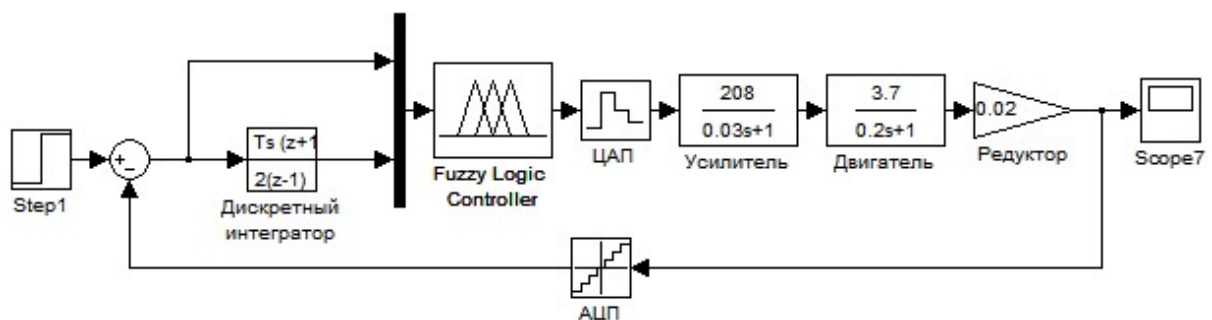 Step1
+
−
Ts (z+1
2(z-1)
Дискретный
интегратор
Fuzzy Logic
Controller
ЦАП
208
0.03s+1
Усилитель
3.7
0.2s+1
Двигатель
0.02
Редуктор
Scope7
АЦП